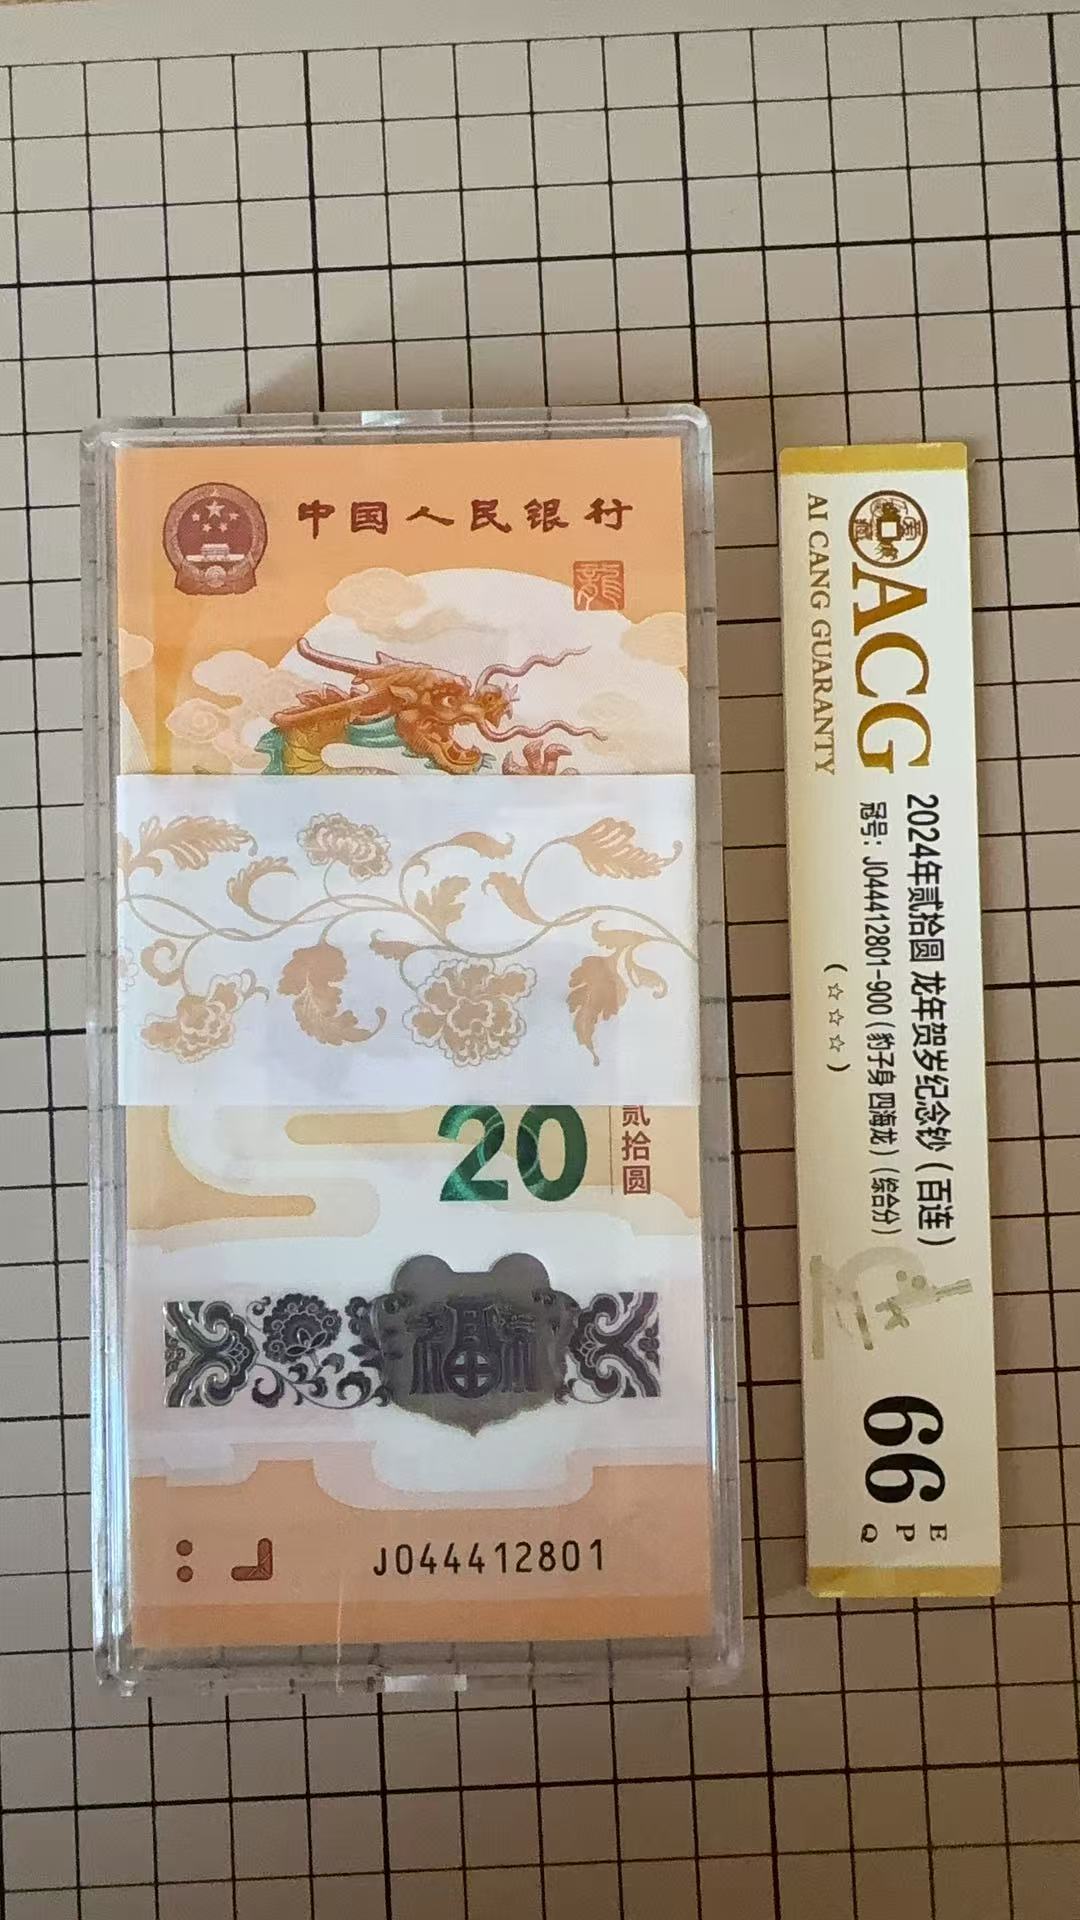 中国人民银行
龍
20
贰拾圆
福
J044412801
ACG
AI CANG GUARANTY
2024年贰拾圆 龙年贺岁纪念钞（百连）
冠号：J044412801-900（豹子身 四海龙）（综合分）
（☆☆☆☆）
66
E
P
Q